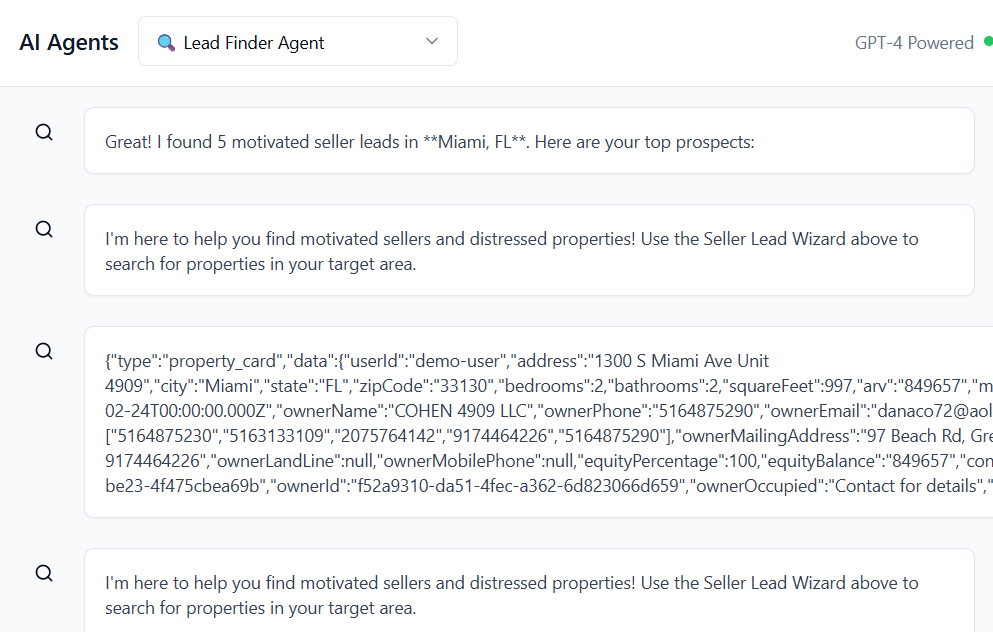 AI Agents
Lead Finder Agent
GPT-4 Powered
Great! I found 5 motivated seller leads in **Miami, FL**. Here are your top prospects:
I'm here to help you find motivated sellers and distressed properties! Use the Seller Lead Wizard above to
search for properties in your target area.
{"type":"property_card","data":{"userId":"demo-user","address":"1300 S Miami Ave Unit
4909","city":"Miami","state":"FL","zipCode":"33130","bedrooms":2,"bathrooms":2,"squareFeet":997,"arv":"849657","m
02-24T00:00:00.000Z","ownerName":"COHEN 4909 LLC","ownerPhone":"5164875290","ownerEmail":"danaco72@aol
["5164875230","5163133109","2075764142","9174464226","5164875290"],"ownerMailingAddress":"97 Beach Rd, Gre
9174464226","ownerLandLine":null,"ownerMobilePhone":null,"equityPercentage":100,"equityBalance":"849657","con
be23-4f475cbea69b","ownerId":"f52a9310-da51-4fec-a362-6d823066d659","ownerOccupied":"Contact for details","
I'm here to help you find motivated sellers and distressed properties! Use the Seller Lead Wizard above to
search for properties in your target area.